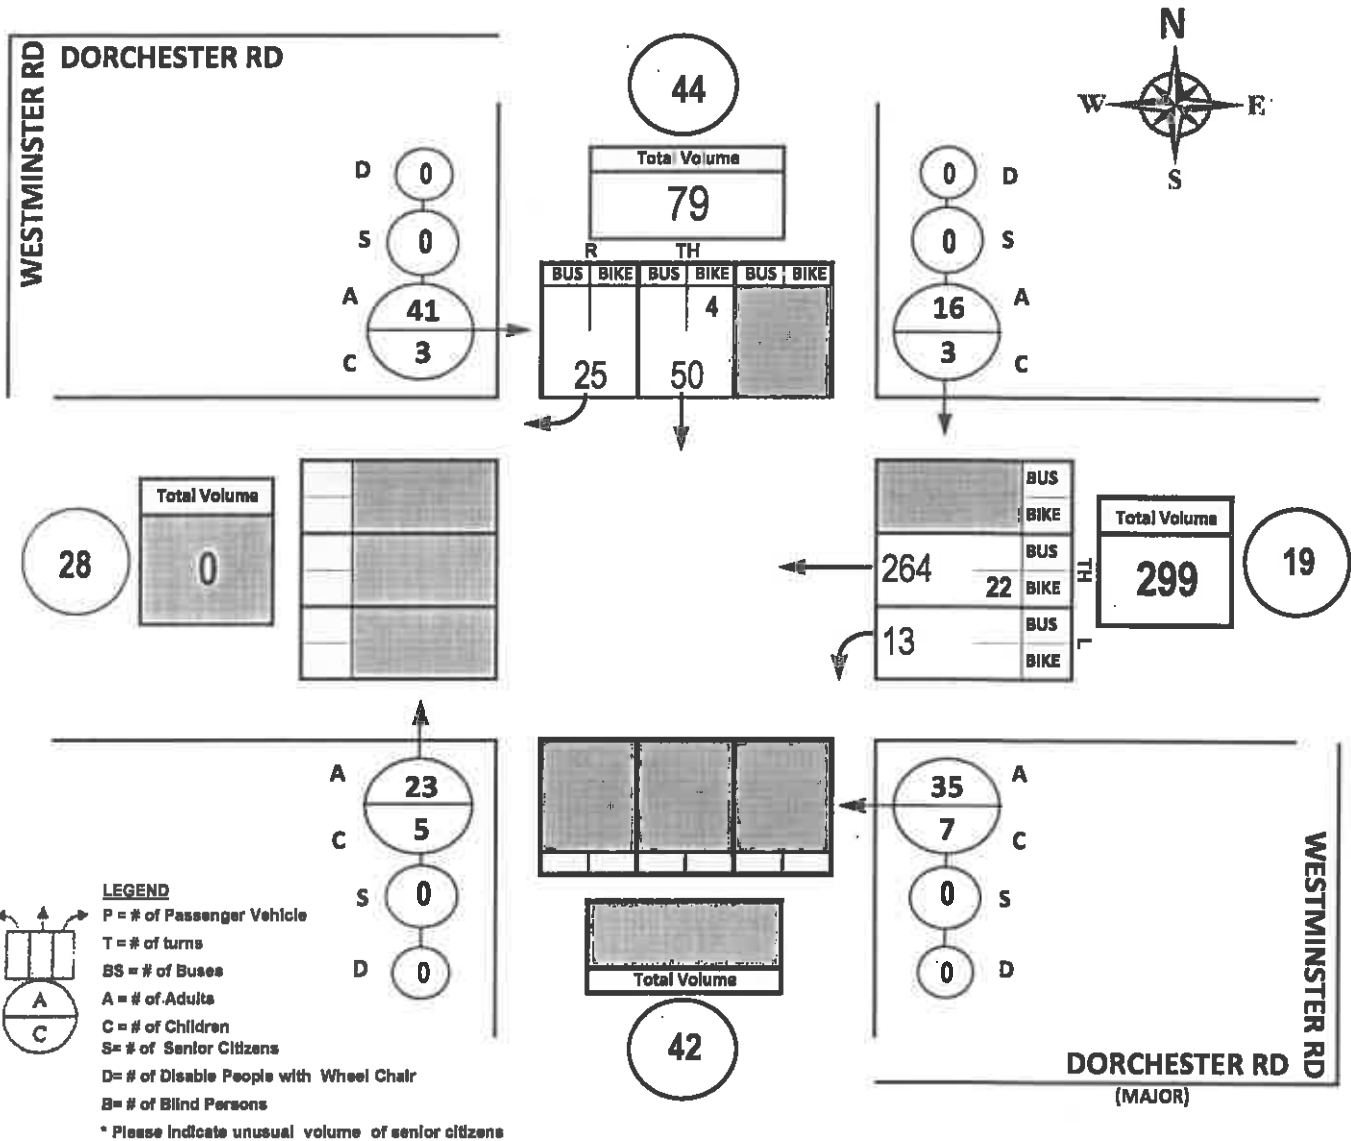 N
W E
S
WESTMINSTER RD
DORCHESTER RD
44
Total Volume
79
D 0
S 0
A 41
C 3
0 D
0 S
16 A
3 C
R TH
BUS BIKE BUS BIKE BUS BIKE
4
25 50
28
Total Volume
0
BUS
BIKE
264 BUS
22 BIKE
TH
13 BUS
BIKE
L
Total Volume
299
19
A 23
C 5
S 0
D 0
35 A
7 C
0 S
0 D
Total Volume
42
WESTMINSTER RD
DORCHESTER RD
(MAJOR)
LEGEND
P = # of Passenger Vehicle
T = # of turns
BS = # of Buses
A = # of Adults
C = # of Children
S= # of Senior Citizens
D= # of Disable People with Wheel Chair
B= # of Blind Persons
* Please indicate unusual volume of senior citizens
A
C